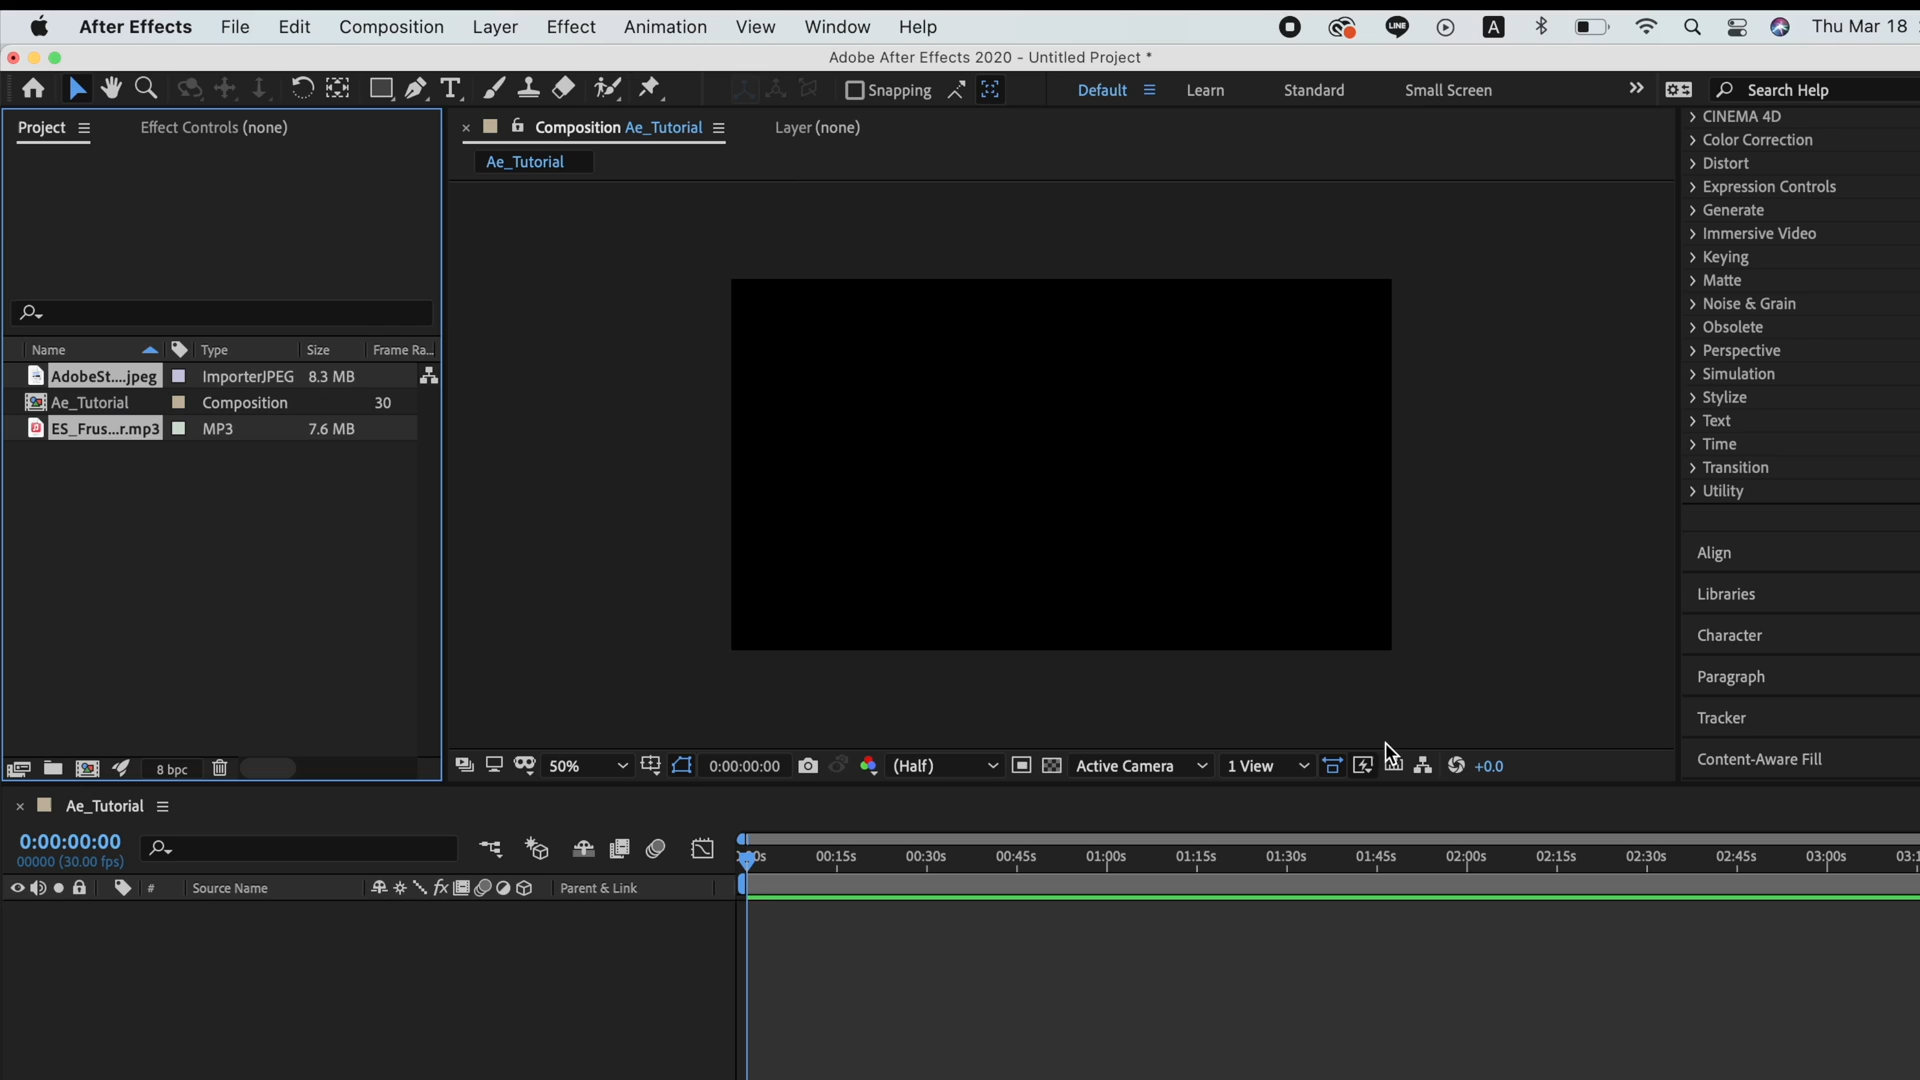 After Effects File Edit Composition Layer Effect Animation View Window Help LINE A Thu Mar 18
Adobe After Effects 2020 - Untitled Project *
T Snapping Default Learn Standard Small Screen Search Help
Project Effect Controls (none)
Composition Ae_Tutorial Layer (none)
Ae_Tutorial
Name Type Size Frame Ra...
AdobeSt....jpeg ImporterJPEG 8.3 MB
Ae_Tutorial Composition 30
ES_Frus...r.mp3 MP3 7.6 MB
8 bpc
50% 0:00:00:00 (Half) Active Camera 1 View +0.0
CINEMA 4D
Color Correction
Distort
Expression Controls
Generate
Immersive Video
Keying
Matte
Noise & Grain
Obsolete
Perspective
Simulation
Stylize
Text
Time
Transition
Utility
Align
Libraries
Character
Paragraph
Tracker
Content-Aware Fill
Ae_Tutorial
0:00:00:00
00000 (30.00 fps)
# Source Name fx Parent & Link
00:15s 00:30s 00:45s 01:00s 01:15s 01:30s 01:45s 02:00s 02:15s 02:30s 02:45s 03:00s